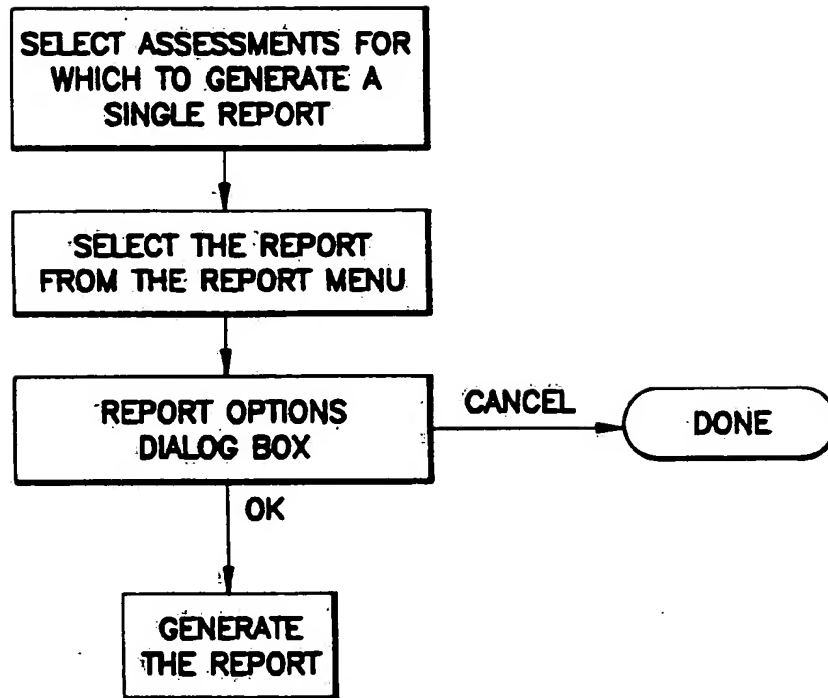 SELECT ASSESSMENTS FOR
WHICH TO GENERATE A
SINGLE REPORT
SELECT THE REPORT
FROM THE REPORT MENU
REPORT OPTIONS
DIALOG BOX
CANCEL
DONE
OK
GENERATE
THE REPORT